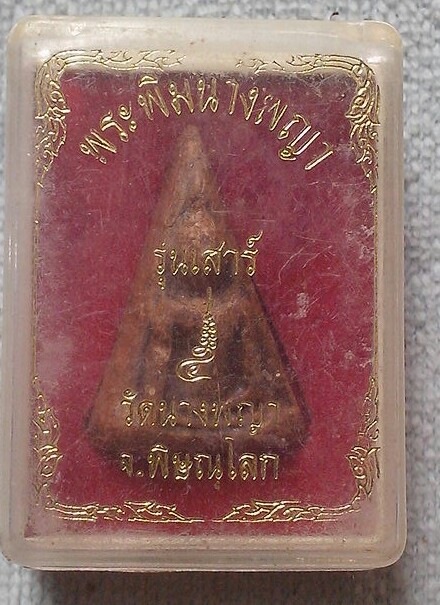 พระพิมนางพญา
รุ่นเสาร์
๕
วัดนางพญา
จ.พิษณุโลก